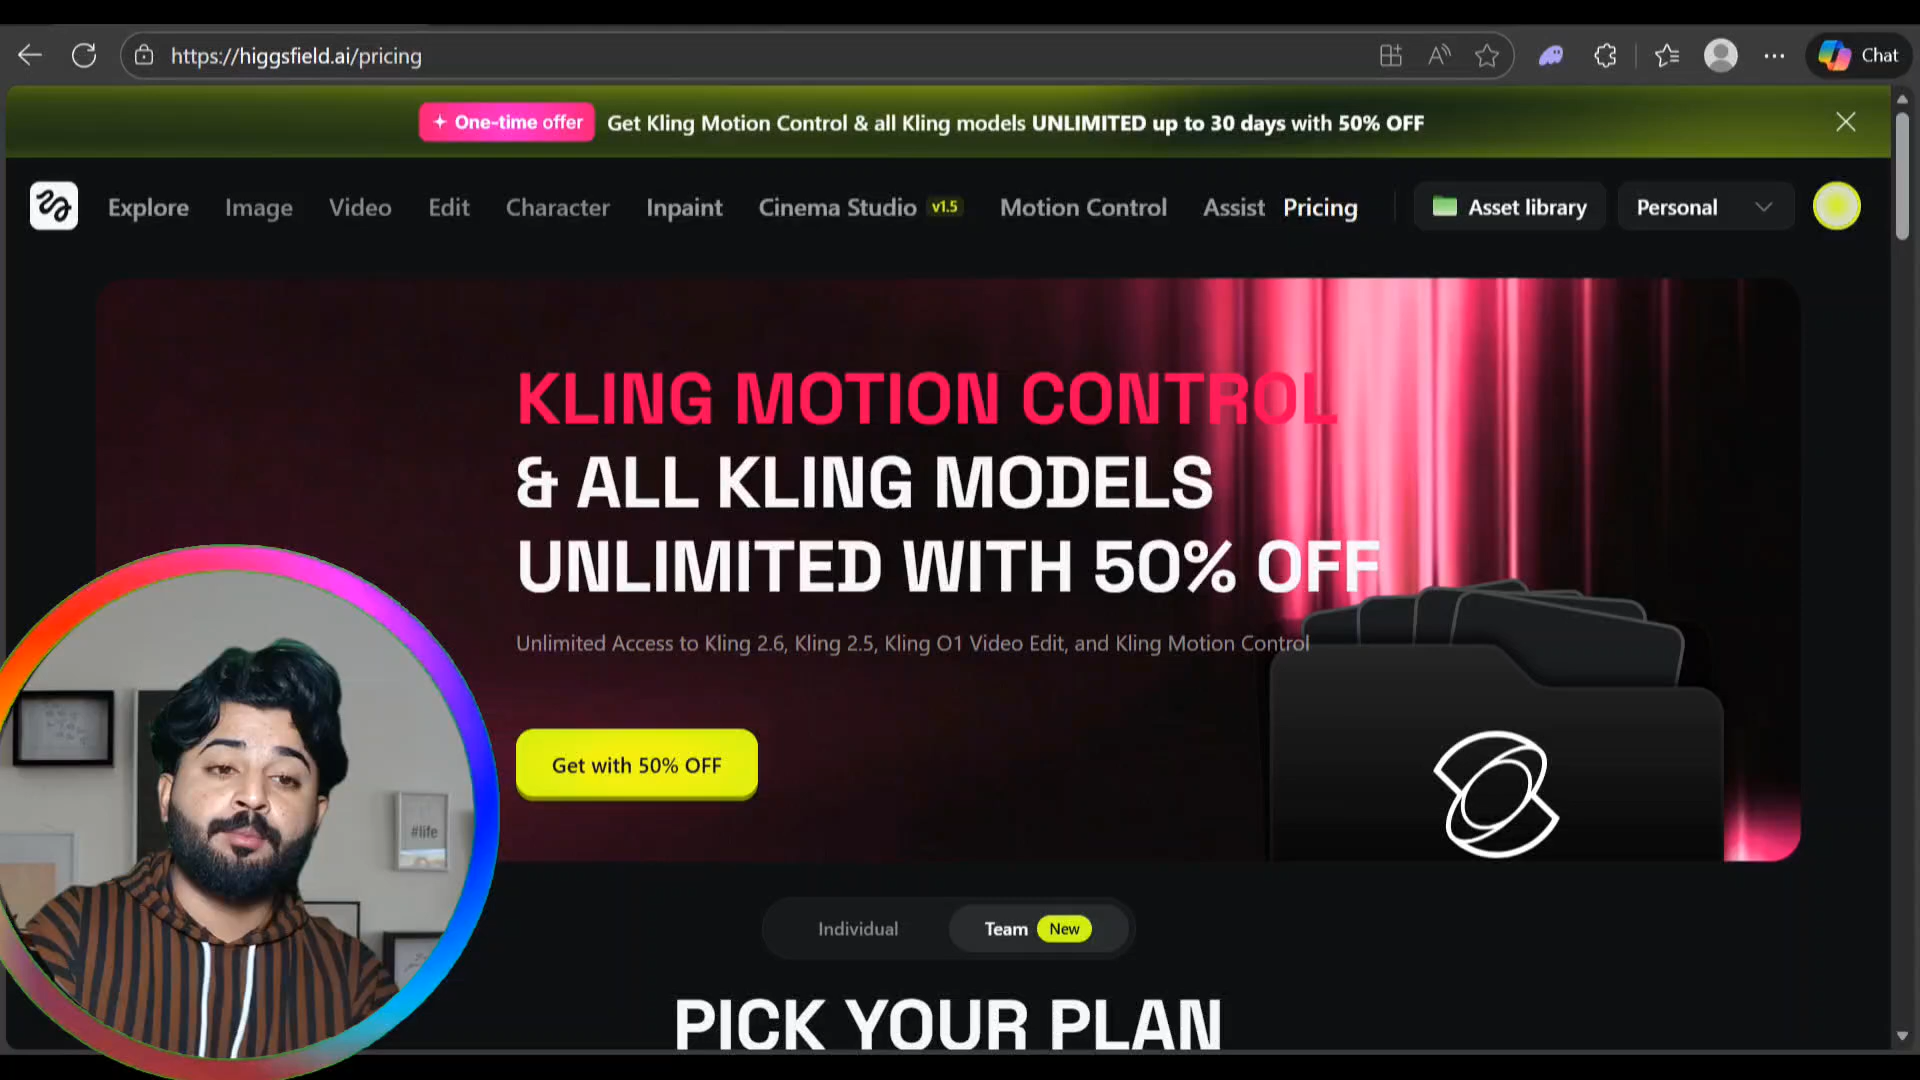 https://higgsfield.ai/pricing
Chat
One-time offer Get Kling Motion Control & all Kling models UNLIMITED up to 30 days with 50% OFF
Explore Image Video Edit Character Inpaint Cinema Studio v1.5 Motion Control Assist Pricing Asset library Personal
KLING MOTION CONTROL
& ALL KLING MODELS
UNLIMITED WITH 50% OFF
Unlimited Access to Kling 2.6, Kling 2.5, Kling O1 Video Edit, and Kling Motion Control
Get with 50% OFF
#life
Individual Team New
PICK YOUR PLAN